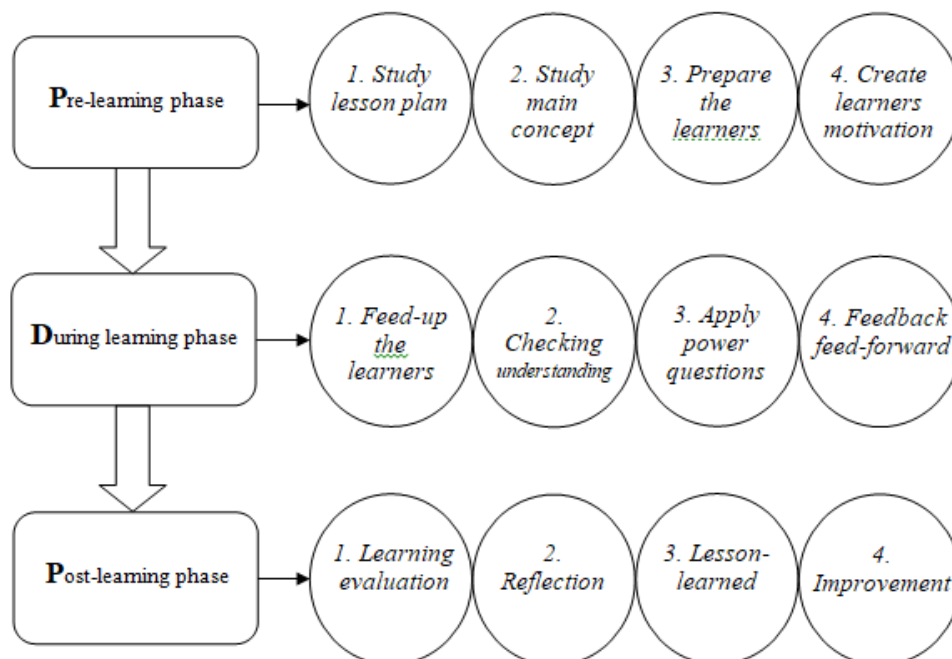 Pre-learning phase
1. Study
lesson plan
2. Study
main
concept
3. Prepare
the
learners
4. Create
learners
motivation
During learning phase
1. Feed-up
the
learners
2.
Checking
understanding
3. Apply
power
questions
4. Feedback
feed-forward
Post-learning phase
1. Learning
evaluation
2.
Reflection
3. Lesson-
learned
4.
Improvement